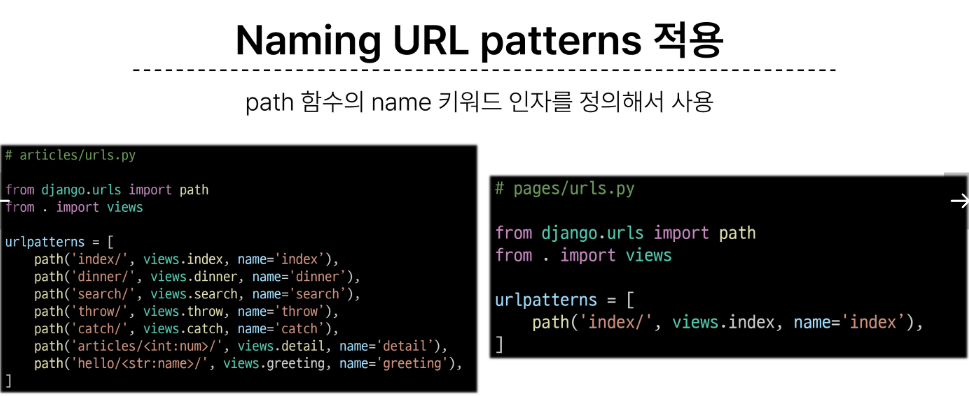 Naming URL patterns 적용
path 함수의 name 키워드 인자를 정의해서 사용
# articles/urls.py
from django.urls import path
from . import views
urlpatterns = [
    path('index/', views.index, name='index’),
    path('dinner/', views.dinner, name='dinner’),
    path('search/', views.search, name='search’),
    path('throw/', views.throw, name='throw’),
    path('catch/', views.catch, name='catch’),
    path('articles/<int:num>/', views.detail, name='detail’),
    path('hello/<str:name>/', views.greeting, name='greeting'),
]
# pages/urls.py
from django.urls import path
from . import views
urlpatterns = [
    path('index/', views.index, name='index’),
]